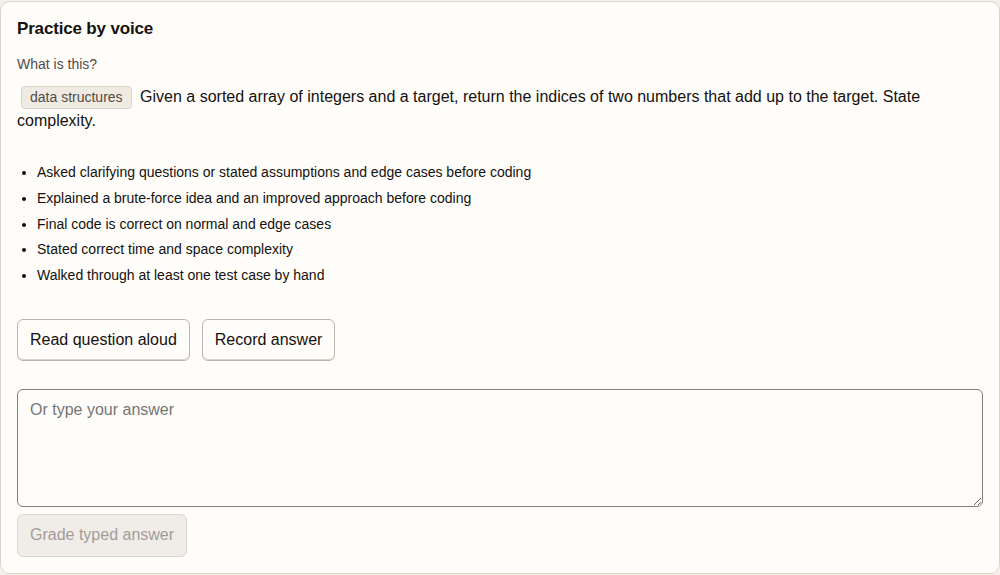 Practice by voice
What is this?
data structures Given a sorted array of integers and a target, return the indices of two numbers that add up to the target. State
complexity.
Asked clarifying questions or stated assumptions and edge cases before coding
Explained a brute-force idea and an improved approach before coding
Final code is correct on normal and edge cases
Stated correct time and space complexity
Walked through at least one test case by hand
Read question aloud Record answer
Or type your answer
Grade typed answer